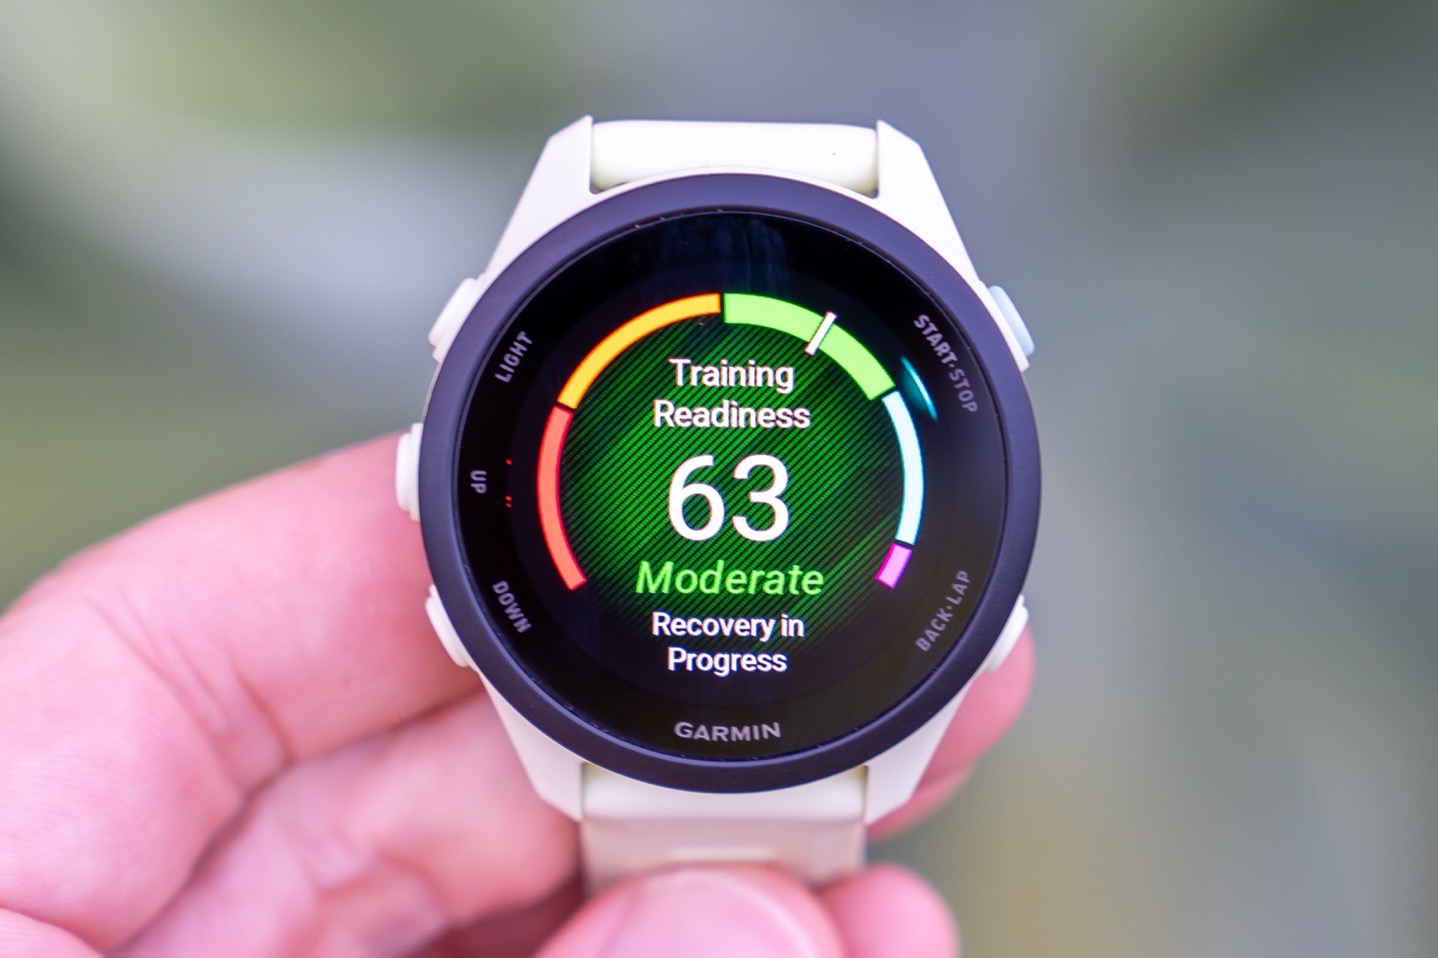 LIGHT
START·STOP
Training
Readiness
63
UP
Moderate
DOWN
BACK·LAP
Recovery in
Progress
GARMIN